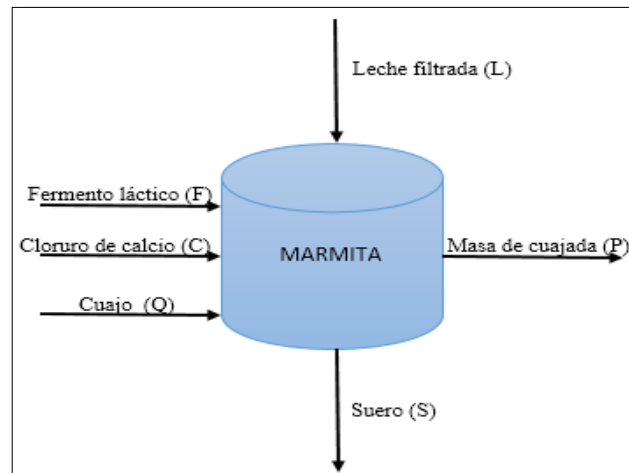 Leche filtrada (L)
Fermento láctico (F)
Cloruro de calcio (C)
MARMITA
Masa de cuajada (P)
Cuajo (Q)
Suero (S)